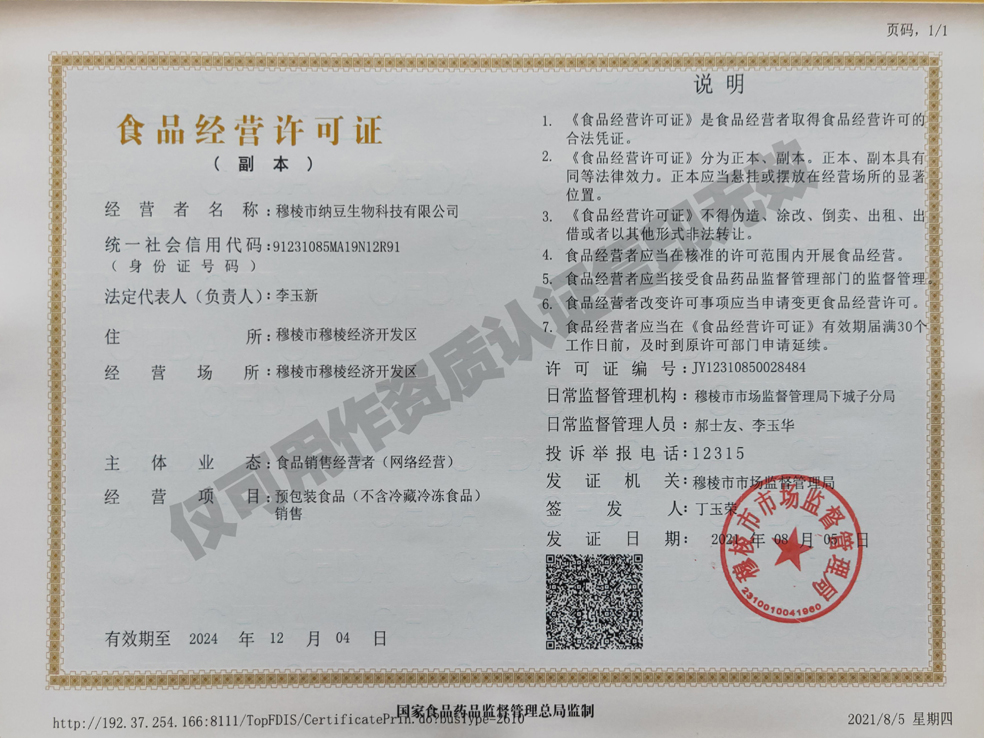 页码，1/1
食品经营许可证
（副本）
经营者名称：穆棱市纳豆生物科技有限公司
统一社会信用代码：91231085MA19N12R91
（身份证号码）
法定代表人（负责人）：李玉新
住所：穆棱市穆棱经济开发区
经营场所：穆棱市穆棱经济开发区
主体业态：食品销售经营者（网络经营）
经营项目：预包装食品（不含冷藏冷冻食品）
销售
有效期至 2024 年 12 月 04 日
说明
1. 《食品经营许可证》是食品经营者取得食品经营许可的
合法凭证。
2. 《食品经营许可证》分为正本、副本。正本、副本具有
同等法律效力。正本应当悬挂或摆放在经营场所的显著
位置。
3. 《食品经营许可证》不得伪造、涂改、倒卖、出租、出
借或者以其他形式非法转让。
4. 食品经营者应当在核准的许可范围内开展食品经营。
5. 食品经营者应当接受食品药品监督管理部门的监督管理。
6. 食品经营者改变许可事项应当申请变更食品经营许可。
7. 食品经营者应当在《食品经营许可证》有效期届满30个
工作日前，及时到原许可部门申请延续。
许可证编号：JY12310850028484
日常监督管理机构：穆棱市市场监督管理局下城子分局
日常监督管理人员：郝士友、李玉华
投诉举报电话：12315
发证机关：穆棱市市场监督管理局
签发人：丁玉荣
发证日期：2021 年 08 月 05 日
穆棱市市场监督管理局
2310010041960
仅可用作资质认证复印无效
国家食品药品监督管理总局监制
http://192.37.254.166:8111/TopFDIS/CertificatePrin.do?busType-2610
2021/8/5 星期四